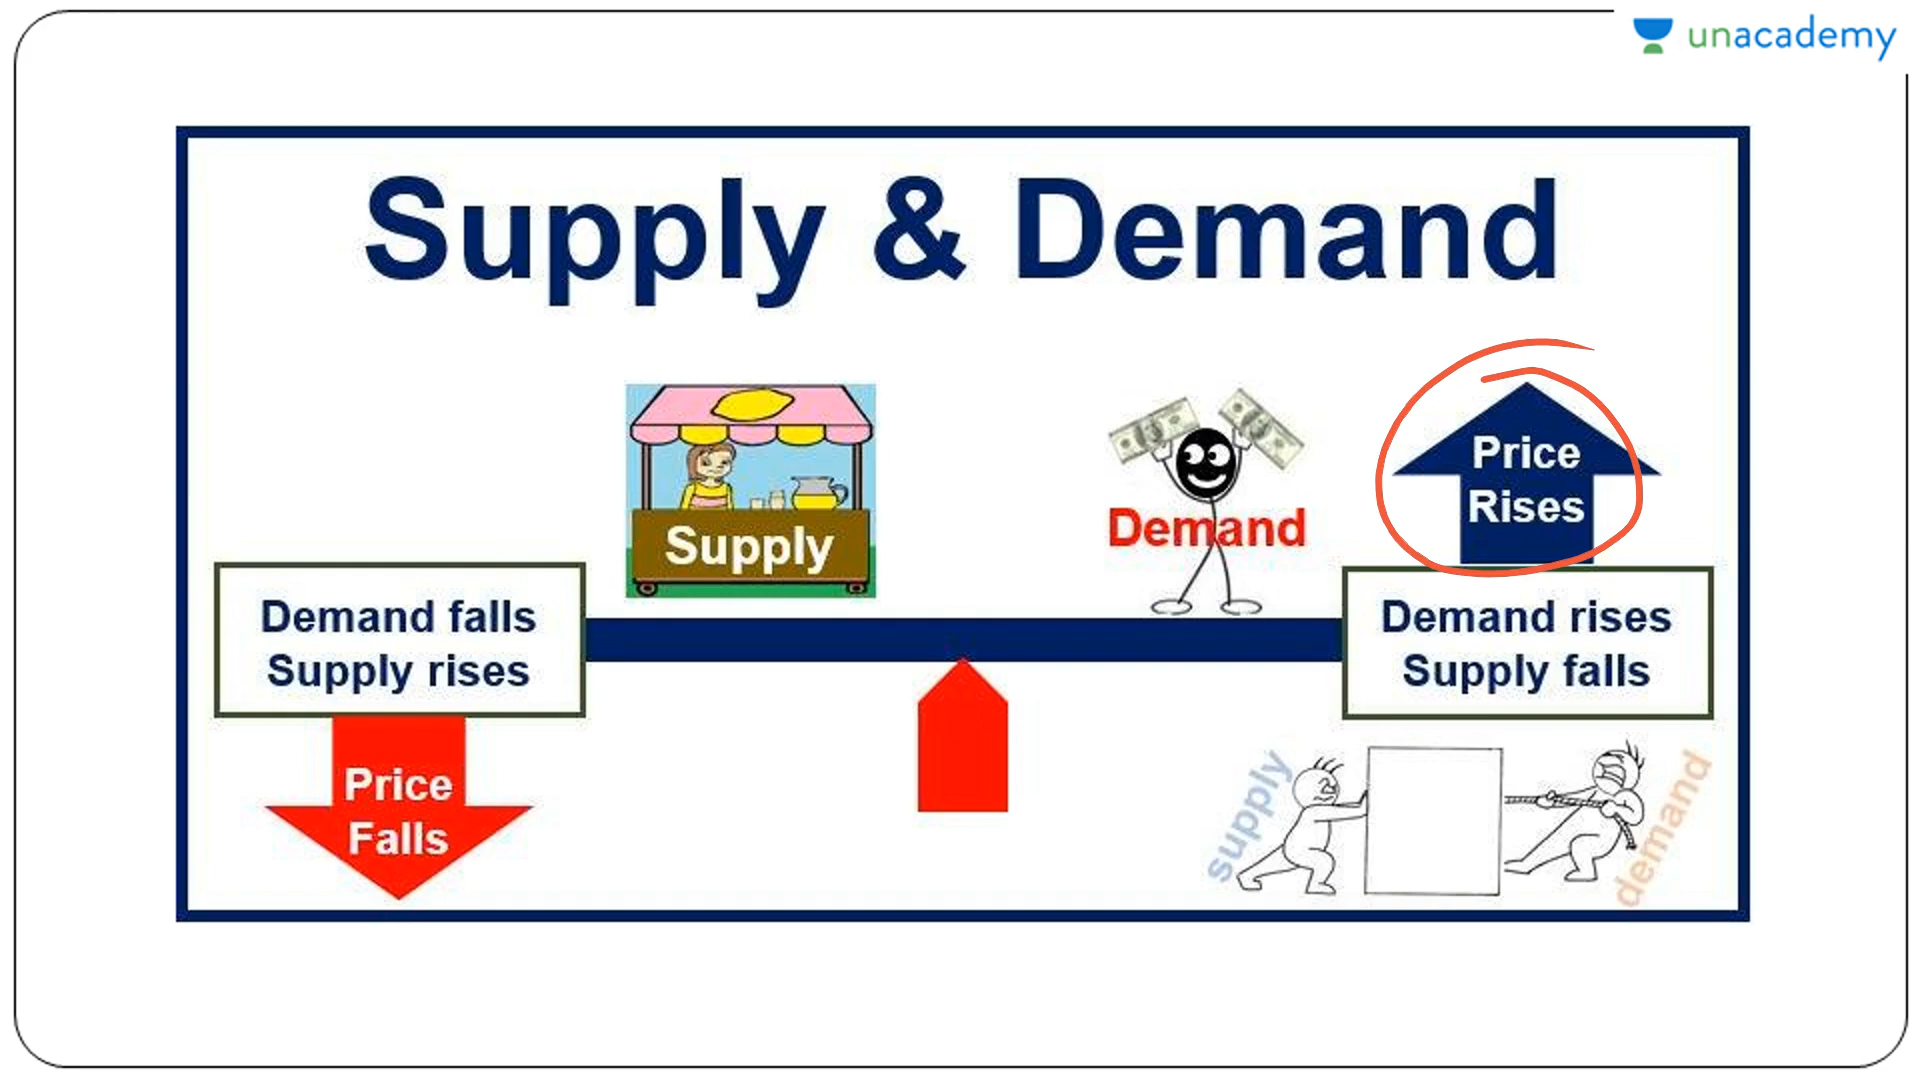 unacademy
Supply & Demand
Supply
Demand
Price
Rises
Demand falls
Supply rises
Demand rises
Supply falls
Price
Falls
supply
demand